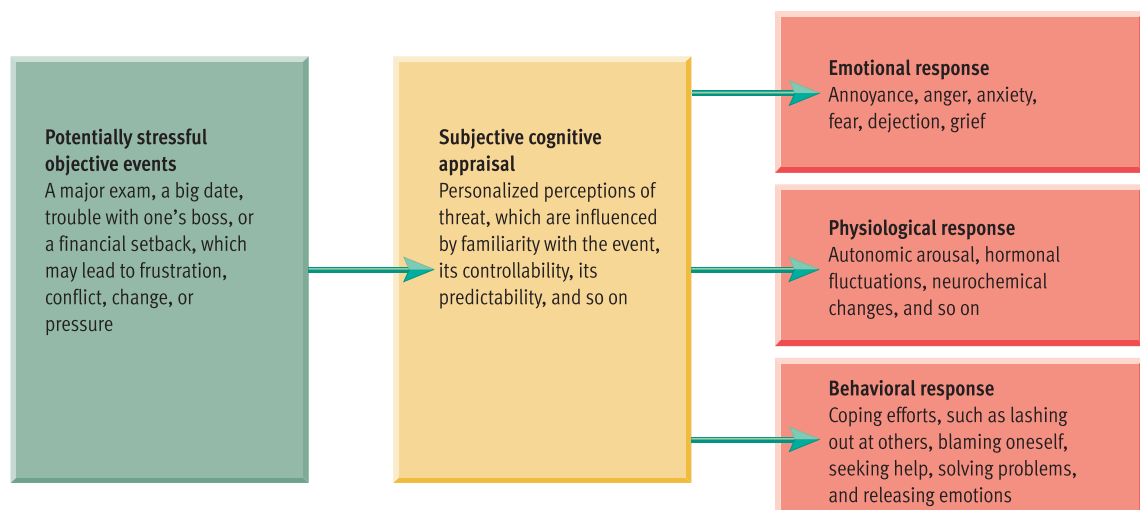 Potentially stressful
objective events
A major exam, a big date,
trouble with one’s boss, or
a financial setback, which
may lead to frustration,
conflict, change, or
pressure
Subjective cognitive
appraisal
Personalized perceptions of
threat, which are influenced
by familiarity with the event,
its controllability, its
predictability, and so on
Emotional response
Annoyance, anger, anxiety,
fear, dejection, grief
Physiological response
Autonomic arousal, hormonal
fluctuations, neurochemical
changes, and so on
Behavioral response
Coping efforts, such as lashing
out at others, blaming oneself,
seeking help, solving problems,
and releasing emotions